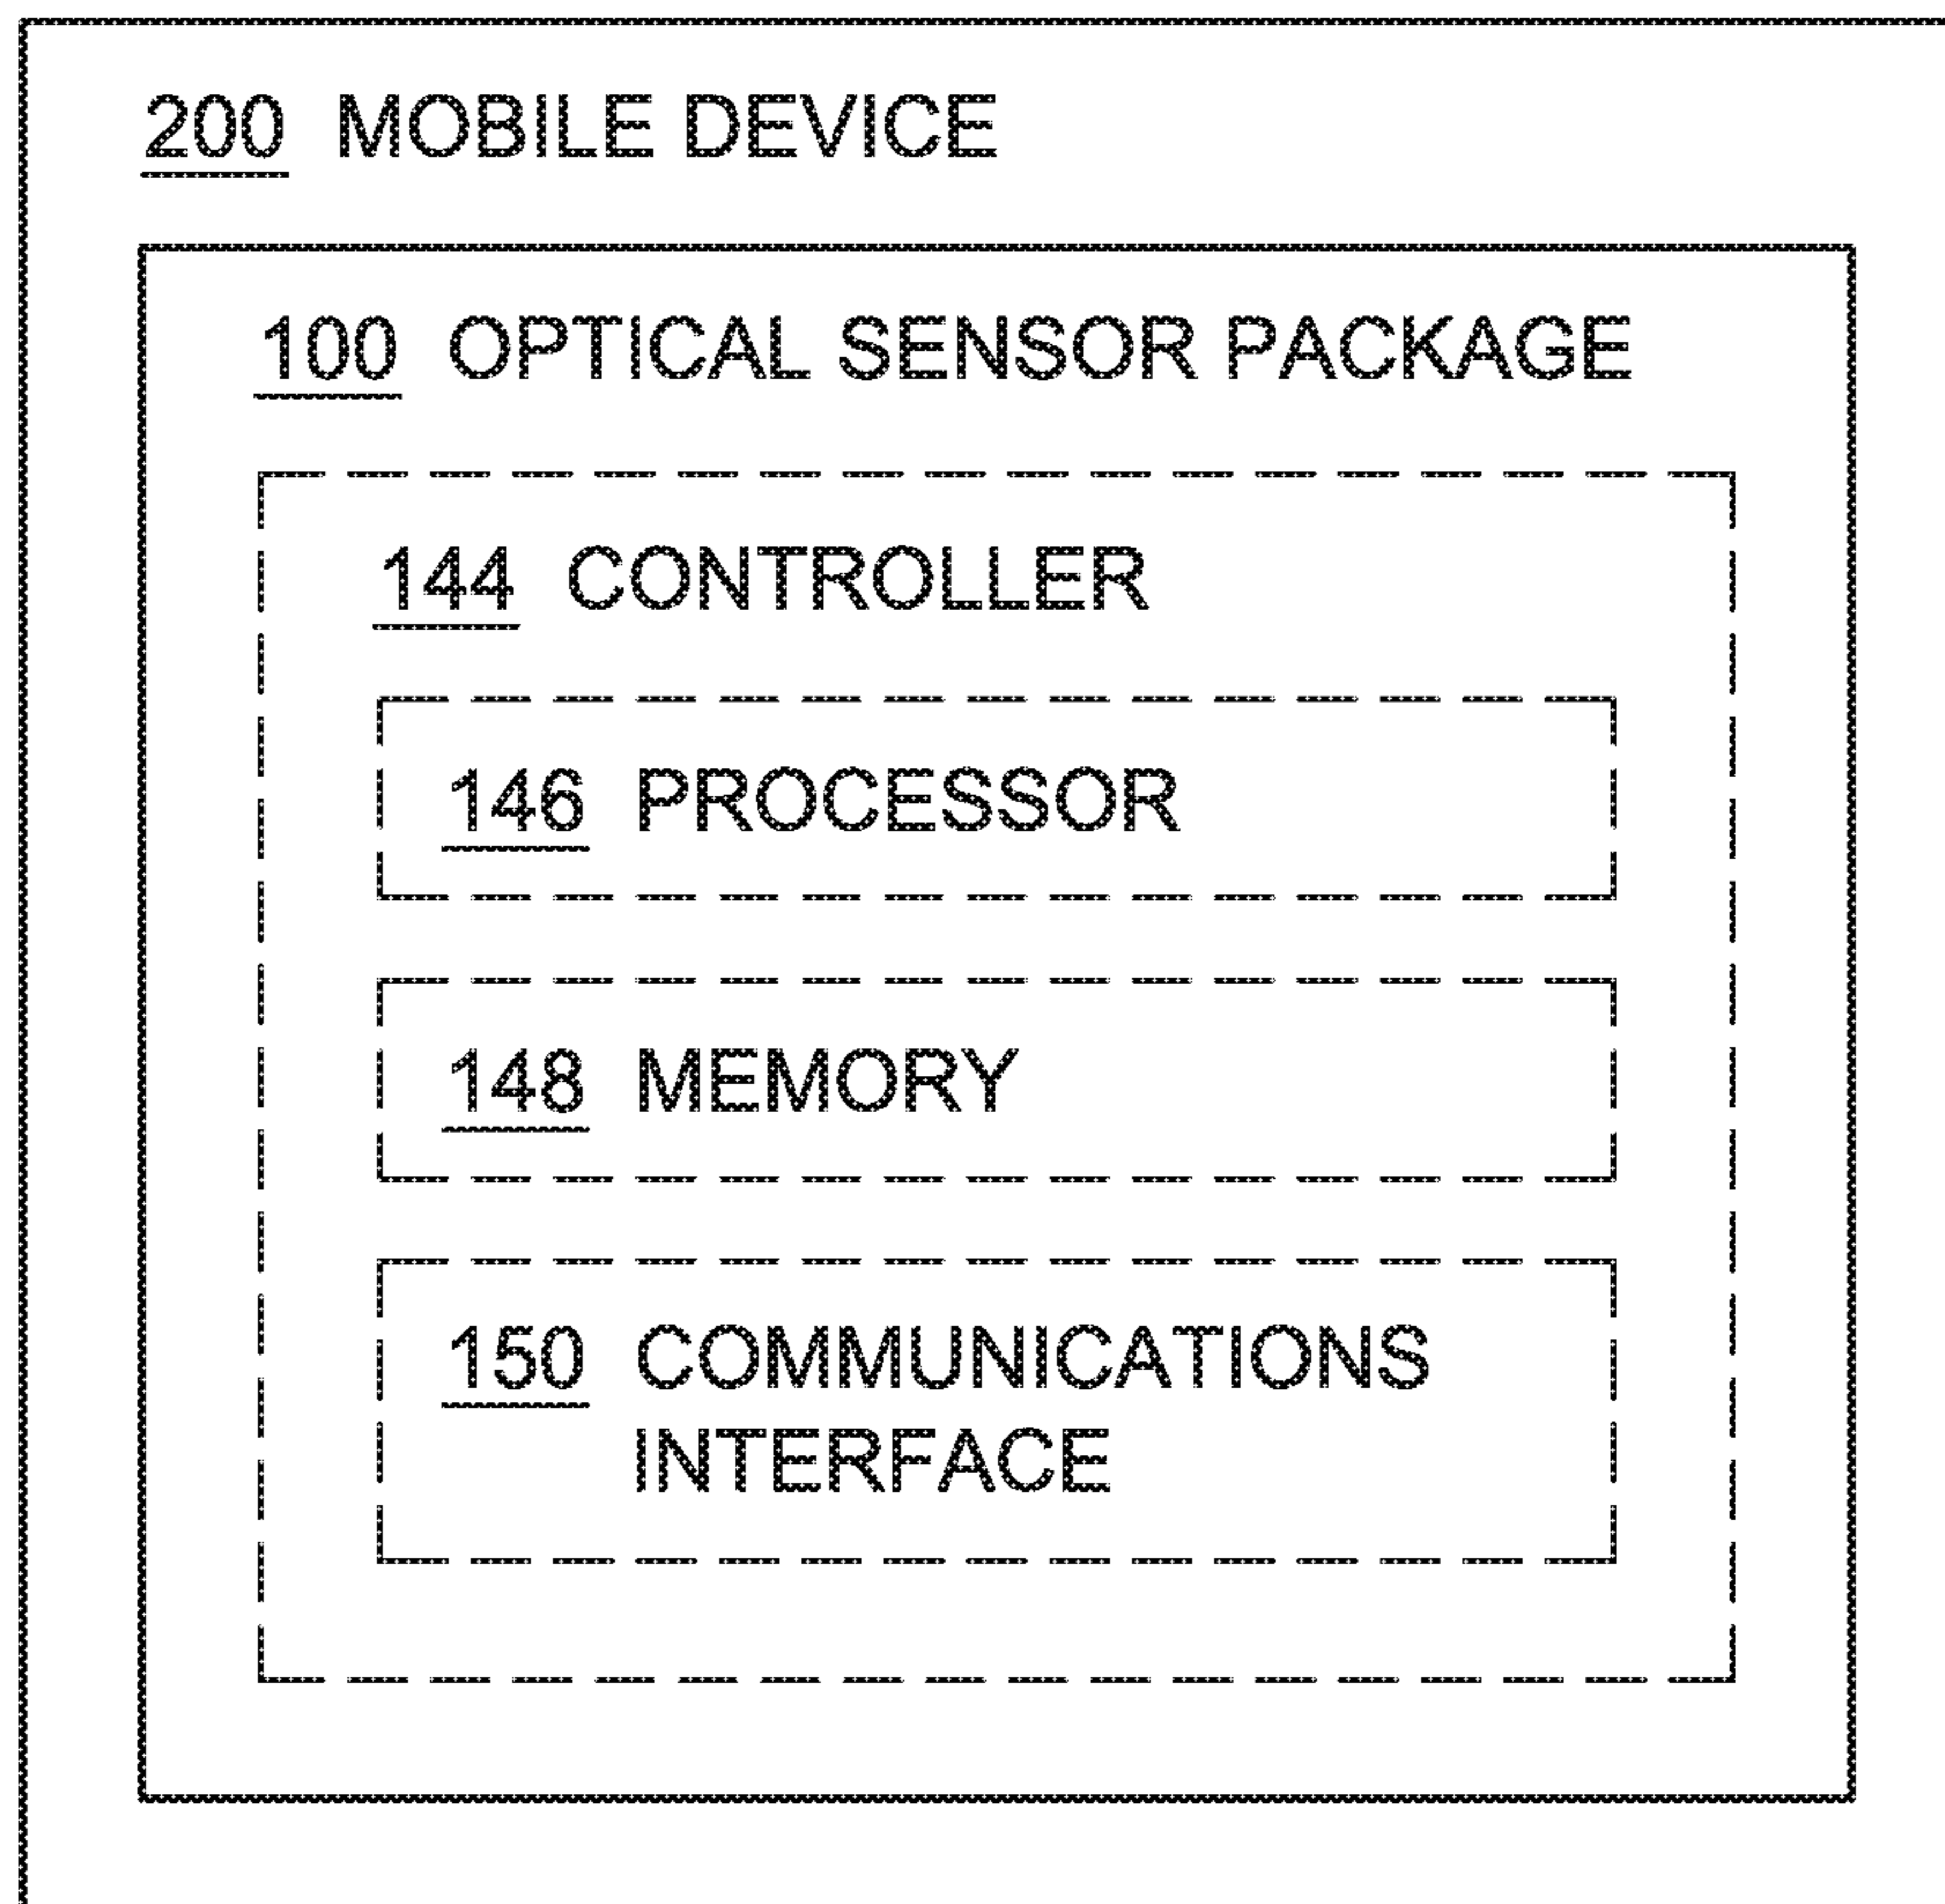 200 MOBILE DEVICE
100 OPTICAL SENSOR PACKAGE
144 CONTROLLER
146 PROCESSOR
148 MEMORY
150 COMMUNICATIONS
INTERFACE